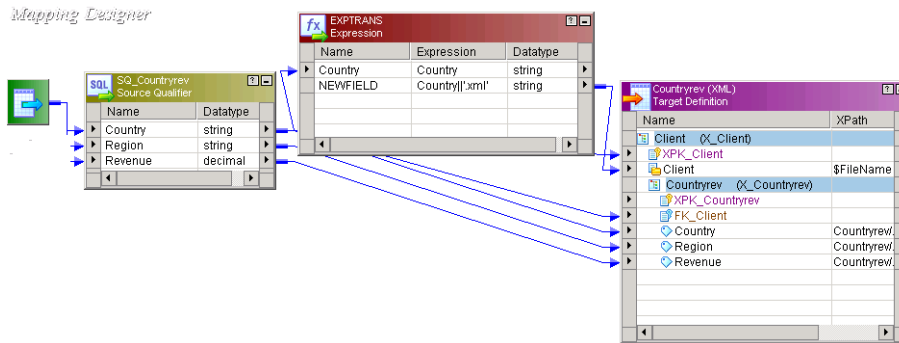 Mapping Designer
EXPTRANS
Expression
Name Expression Datatype
Country Country string
NEWFIELD Country||'.xml' string
SQL SQ_Countryrev
Source Qualifier
Name Datatype
Country string
Region string
Revenue decimal
Countryrev (XML)
Target Definition
Name XPath
Client (X_Client)
XPK_Client
Client $FileName
Countryrev (X_Countryrev)
XPK_Countryrev
FK_Client
Country Countryrev/.
Region Countryrev/.
Revenue Countryrev/.